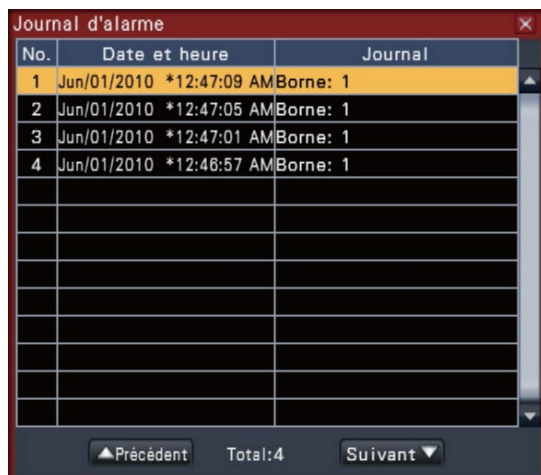 Journal d'alarme
No. Date et heure Journal
1 Jun/01/2010 *12:47:09 AM Borne: 1
2 Jun/01/2010 *12:47:05 AM Borne: 1
3 Jun/01/2010 *12:47:01 AM Borne: 1
4 Jun/01/2010 *12:46:57 AM Borne: 1
▲Précédent Total:4 Suivant▼